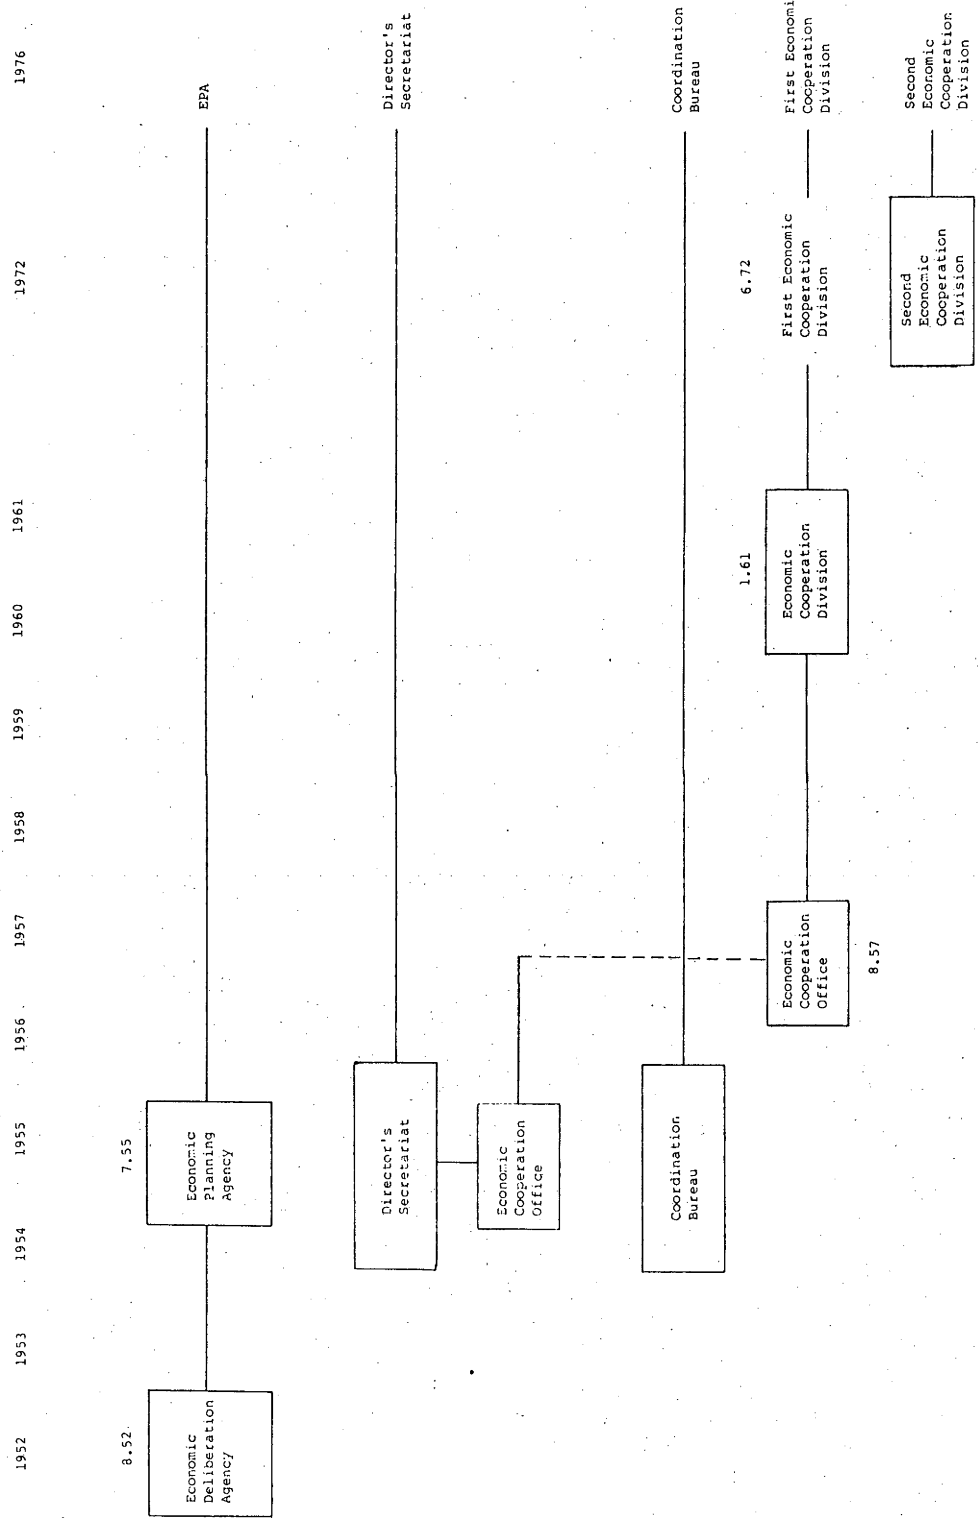 1952 1953 1954 1955 1956 1957 1958 1959 1960 1961 1972 1976
8.52
7.55
Economic
Deliberation
Agency
Economic
Planning
Agency
EPA
Director's
Secretariat
Director's
Secretariat
Economic
Cooperation
Office
Coordination
Bureau
Coordination
Bureau
1.61
6.72
Economic
Cooperation
Office
8.57
Economic
Cooperation
Division
First Economic
Cooperation
Division
First Economi
Cooperation
Division
Second
Economic
Cooperation
Division
Second
Economic
Cooperation
Division